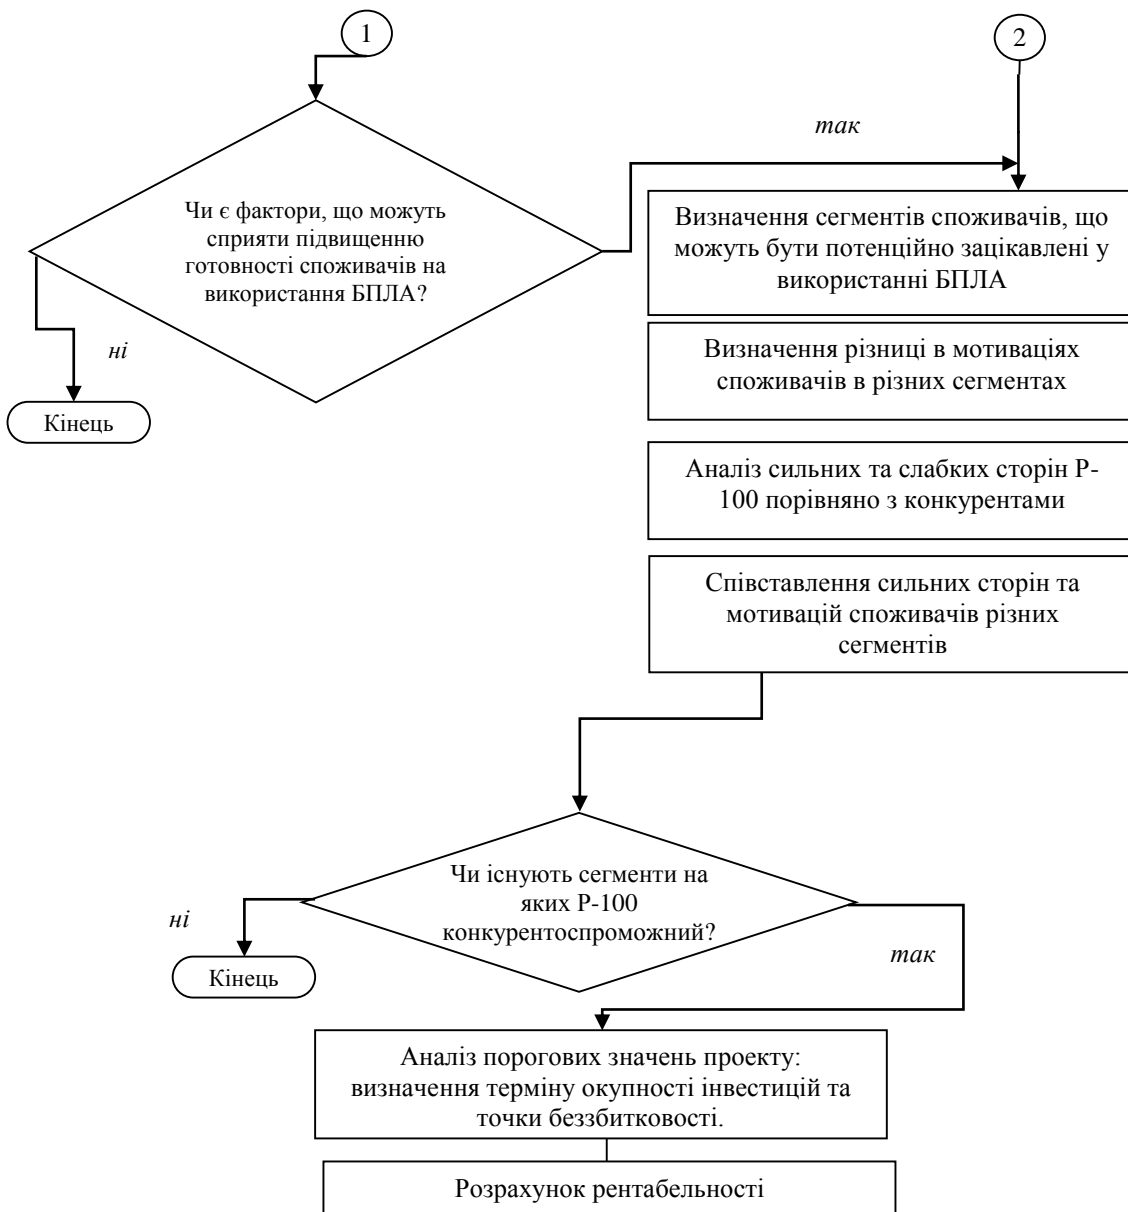 1
2
так
Чи є фактори, що можуть
сприяти підвищенню
готовності споживачів на
використання БПЛА?
ні
Кінець
Визначення сегментів споживачів, що
можуть бути потенційно зацікавлені у
використанні БПЛА
Визначення різниці в мотиваціях
споживачів в різних сегментах
Аналіз сильних та слабких сторін Р-
100 порівняно з конкурентами
Співставлення сильних сторін та
мотивацій споживачів різних
сегментів
Чи існують сегменти на
яких Р-100
конкурентоспроможний?
ні
Кінець
так
Аналіз порогових значень проекту:
визначення терміну окупності інвестицій та
точки беззбитковості.
Розрахунок рентабельності